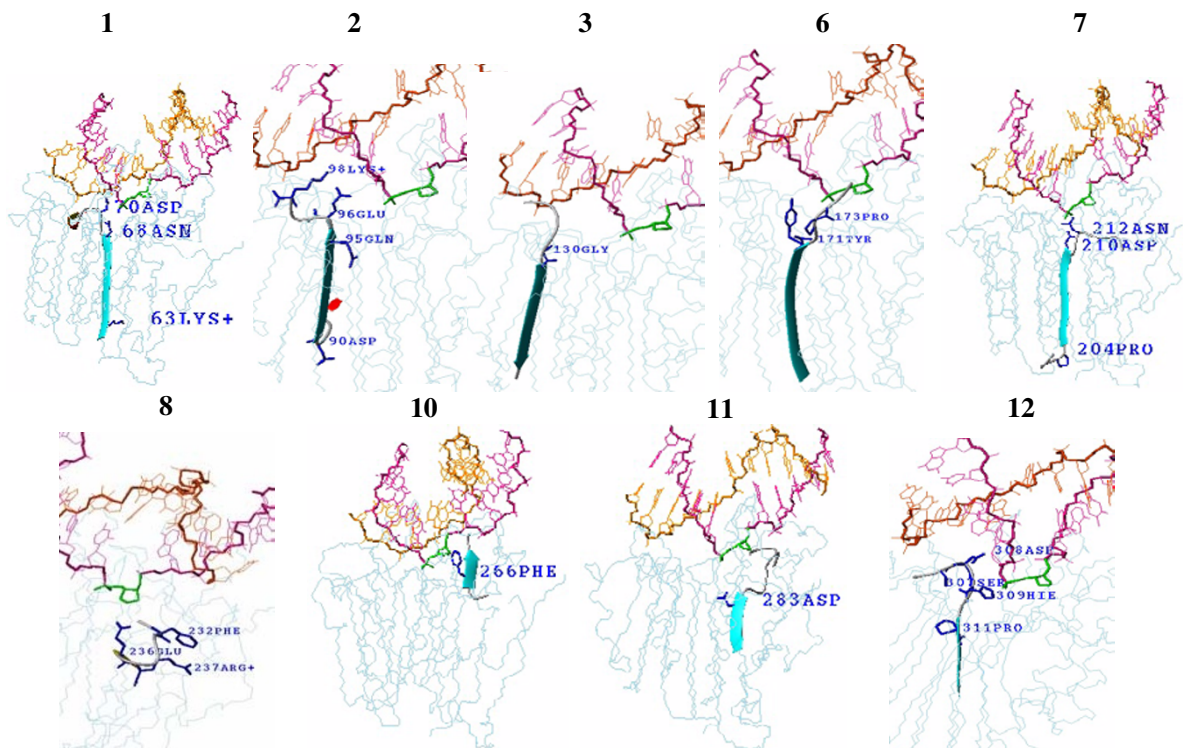 1
2
3
6
7
70ASP
68ASN
63LYS+
98LYS+
96GLU
95GLN
90ASP
130GLY
173PRO
171TYR
212ASN
210ASP
204PRO
8
10
11
12
232PHE
236GLU
237ARG+
266PHE
283ASP
308ASP
307SER
309HIE
311PRO